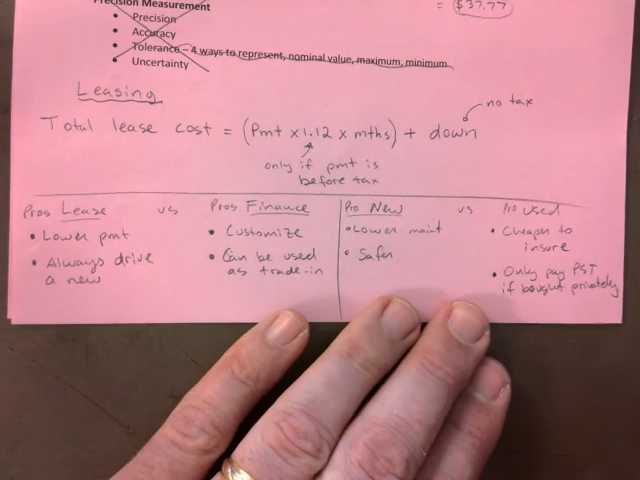 Precision Measurement
= $37.77
• Precision
• Accuracy
• Tolerance – 4 ways to represent, nominal value, maximum, minimum
• Uncertainty
Leasing
no tax
Total lease cost = (Pmt x 1.12 x mths) + down
only if pmt is
before tax
Pros Lease vs Pros Finance
• Lower pmt
• Always drive
a new
• Customize
• Can be used
as trade-in
Pro New vs Pro Used
• Lower maint
• Safer
• Cheaper to
insure
• Only pay PST
if bought privately